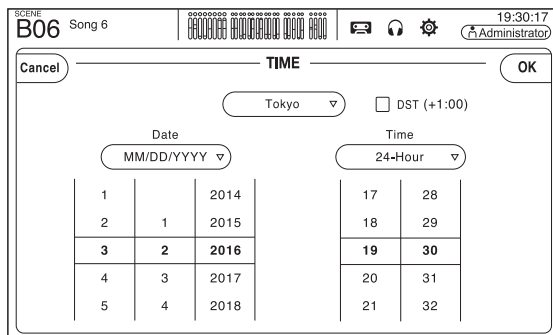 SCENE
B06 Song 6
19:30:17
Administrator
Cancel
TIME
OK
Tokyo
DST (+1:00)
Date Time
MM/DD/YYYY 24-Hour
1 2014 17 28
2 1 2015 18 29
3 2 2016 19 30
4 3 2017 20 31
5 4 2018 21 32